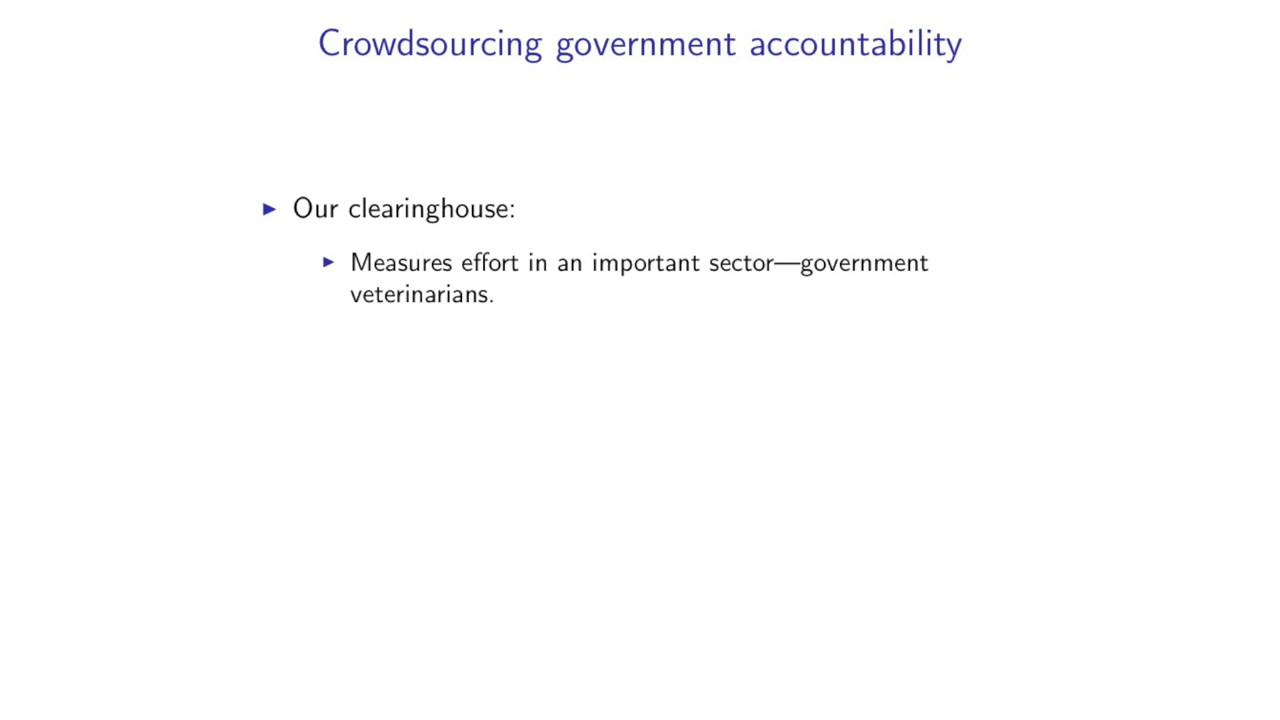 Crowdsourcing government accountability
▶ Our clearinghouse:
▶ Measures effort in an important sector—government
veterinarians.